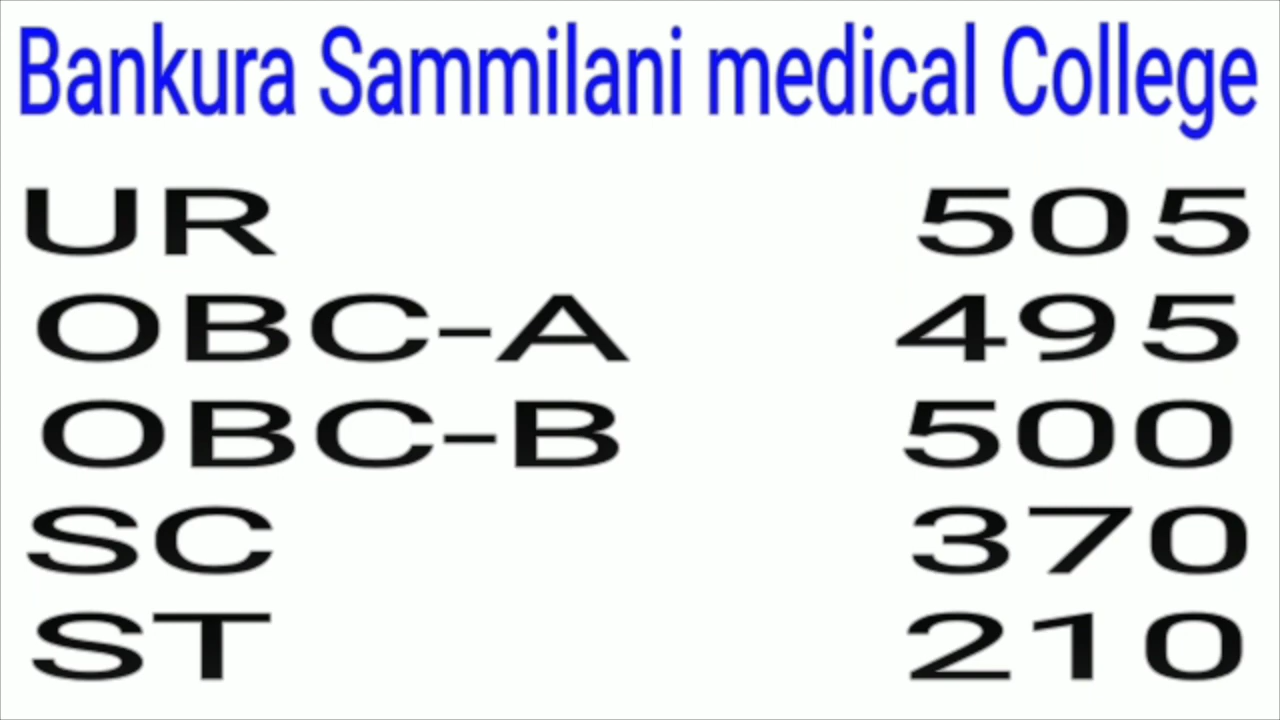 Bankura Sammilani medical College
UR 505
OBC-A 495
OBC-B 500
SC 370
ST 210